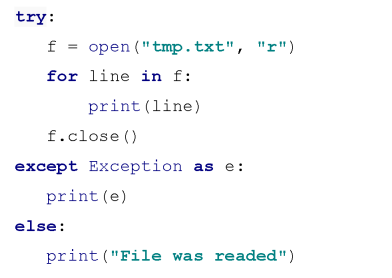 try:
    f = open("tmp.txt", "r")
    for line in f:
        print(line)
    f.close()
except Exception as e:
    print(e)
else:
    print("File was readed")